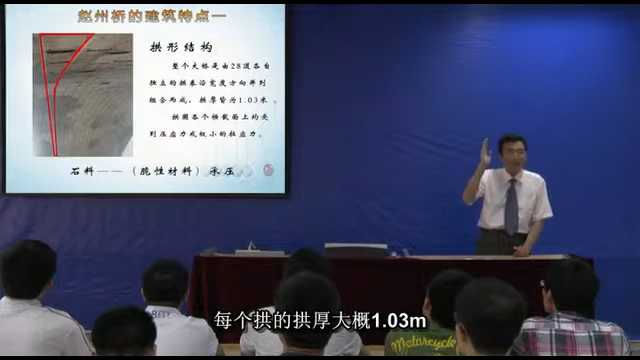 赵州桥的建筑特点一
拱形结构
整个大桥是由28道各自
独立的拱券沿宽度方向并列
组合而成，拱厚皆为1.03米。
拱圈各个横截面上均受
到压应力或极小的拉应力。
石料——（脆性材料）承压
每个拱的拱厚大概1.03m
Motorcycle